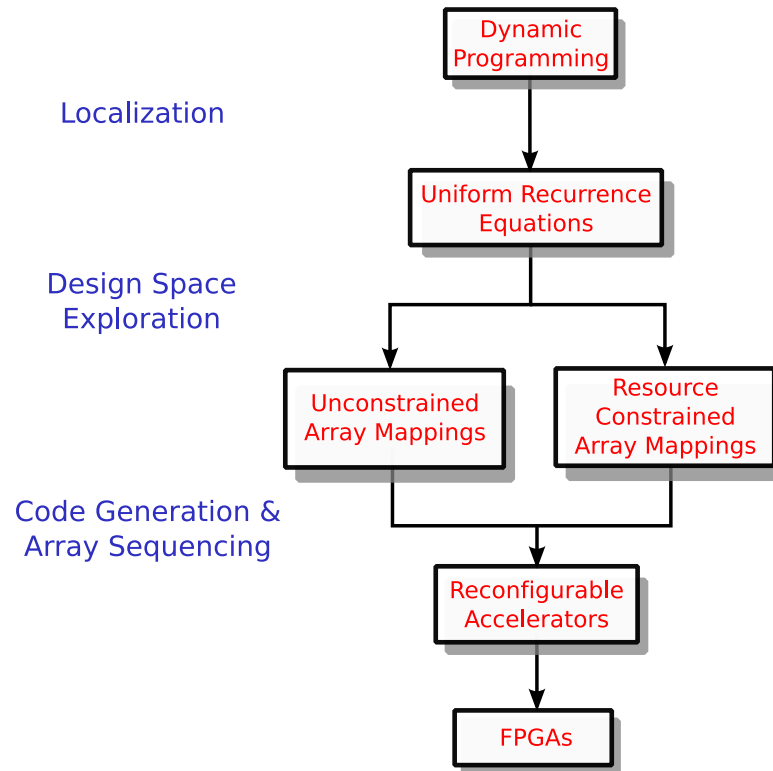 Dynamic
Programming
Localization
Uniform Recurrence
Equations
Design Space
Exploration
Unconstrained
Array Mappings
Resource
Constrained
Array Mappings
Code Generation &
Array Sequencing
Reconfigurable
Accelerators
FPGAs